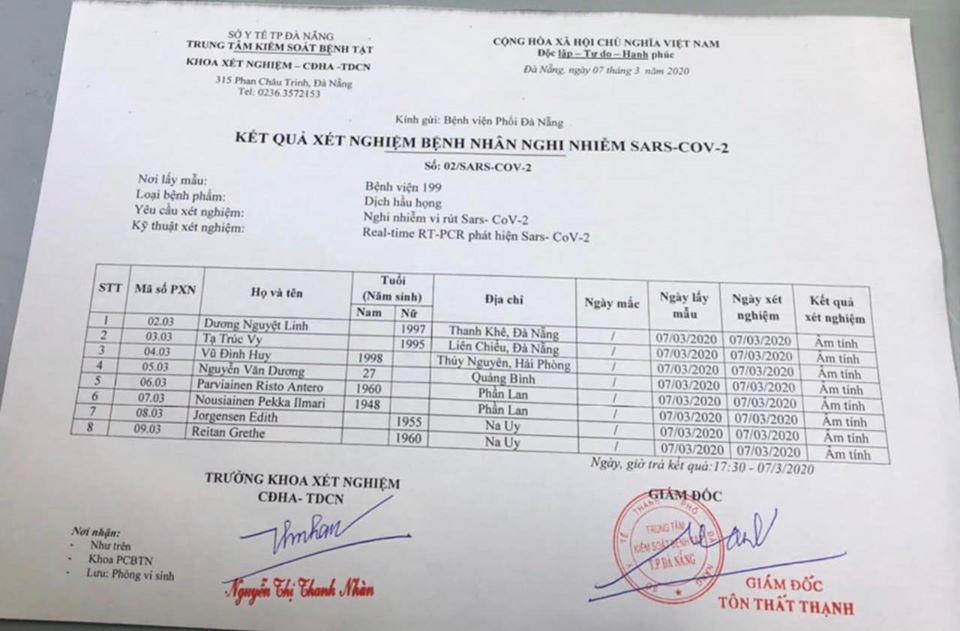 SỞ Y TẾ TP ĐÀ NẴNG
TRUNG TÂM KIỂM SOÁT BỆNH TẬT
KHOA XÉT NGHIỆM – CĐHA -TDCN
315 Phan Châu Trinh, Đà Nẵng
Tel: 0236.3572153
CỘNG HÒA XÃ HỘI CHỦ NGHĨA VIỆT NAM
Độc lập – Tự do – Hạnh phúc
Đà Nẵng, ngày 07 tháng 3 năm 2020
Kính gửi: Bệnh viện Phổi Đà Nẵng
KẾT QUẢ XÉT NGHIỆM BỆNH NHÂN NGHI NHIỄM SARS-COV-2
Số: 02/SARS-COV-2
Nơi lấy mẫu: Bệnh viện 199
Loại bệnh phẩm: Dịch hầu họng
Yêu cầu xét nghiệm: Nghi nhiễm vi rút Sars- CoV-2
Kỹ thuật xét nghiệm: Real-time RT-PCR phát hiện Sars- CoV-2
STT Mã số PXN Họ và tên Tuổi (Năm sinh) Nam Nữ Địa chỉ Ngày mắc Ngày lấy mẫu Ngày xét nghiệm Kết quả xét nghiệm
1 02.03 Dương Nguyệt Linh 1997 Thanh Khê, Đà Nẵng / 07/03/2020 07/03/2020 Âm tính
2 03.03 Tạ Trúc Vy 1995 Liên Chiểu, Đà Nẵng / 07/03/2020 07/03/2020 Âm tính
3 04.03 Vũ Đình Huy 1998 Thủy Nguyên, Hải Phòng / 07/03/2020 07/03/2020 Âm tính
4 05.03 Nguyễn Văn Dương 27 Quảng Bình / 07/03/2020 07/03/2020 Âm tính
5 06.03 Parviainen Risto Antero 1960 Phần Lan / 07/03/2020 07/03/2020 Âm tính
6 07.03 Nousiainen Pekka Ilmari 1948 Phần Lan / 07/03/2020 07/03/2020 Âm tính
7 08.03 Jorgensen Edith 1955 Na Uy / 07/03/2020 07/03/2020 Âm tính
8 09.03 Reitan Grethe 1960 Na Uy / 07/03/2020 07/03/2020 Âm tính
Ngày, giờ trả kết quả:17:30 - 07/3/2020
TRƯỞNG KHOA XÉT NGHIỆM
CĐHA- TDCN
Nơi nhận:
- Như trên
- Khoa PCBTN
- Lưu: Phòng vi sinh
Nguyễn Thị Thanh Nhàn
GIÁM ĐỐC
SỞ Y TẾ THÀNH PHỐ ĐÀ NẴNG
TRUNG TÂM
KIỂM SOÁT BỆNH TẬT
T.P ĐÀ NẴNG
GIÁM ĐỐC
TÔN THẤT THẠNH